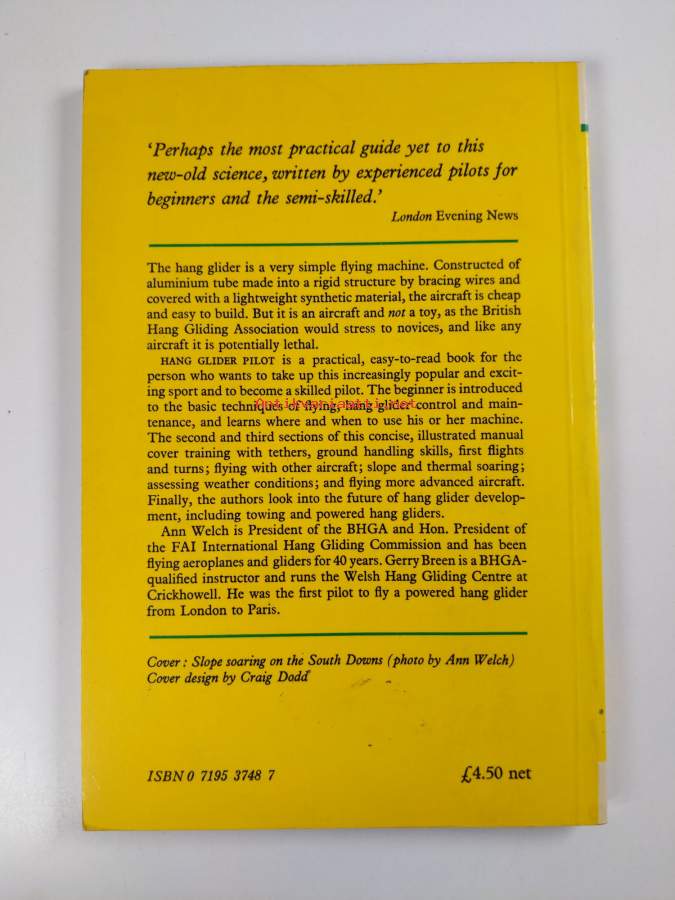 ‘Perhaps the most practical guide yet to this
new-old science, written by experienced pilots for
beginners and the semi-skilled.’
London Evening News
The hang glider is a very simple flying machine. Constructed of
aluminium tube made into a rigid structure by bracing wires and
covered with a lightweight synthetic material, the aircraft is cheap
and easy to build. But it is an aircraft and not a toy, as the British
Hang Gliding Association would stress to novices, and like any
aircraft it is potentially lethal.
HANG GLIDER PILOT is a practical, easy-to-read book for the
person who wants to take up this increasingly popular and excit-
ing sport and to become a skilled pilot. The beginner is introduced
to the basic techniques of flying, hang glider control and main-
Antikvariaatti.net
tenance, and learns where and when to use his or her machine.
The second and third sections of this concise, illustrated manual
cover training with tethers, ground handling skills, first flights
and turns; flying with other aircraft; slope and thermal soaring;
assessing weather conditions; and flying more advanced aircraft.
Finally, the authors look into the future of hang glider develop-
ment, including towing and powered hang gliders.
Ann Welch is President of the BHGA and Hon. President of
the FAI International Hang Gliding Commission and has been
flying aeroplanes and gliders for 40 years. Gerry Breen is a BHGA-
qualified instructor and runs the Welsh Hang Gliding Centre at
Crickhowell. He was the first pilot to fly a powered hang glider
from London to Paris.
Cover: Slope soaring on the South Downs (photo by Ann Welch)
Cover design by Craig Dodd
ISBN 0 7195 3748 7
£4.50 net